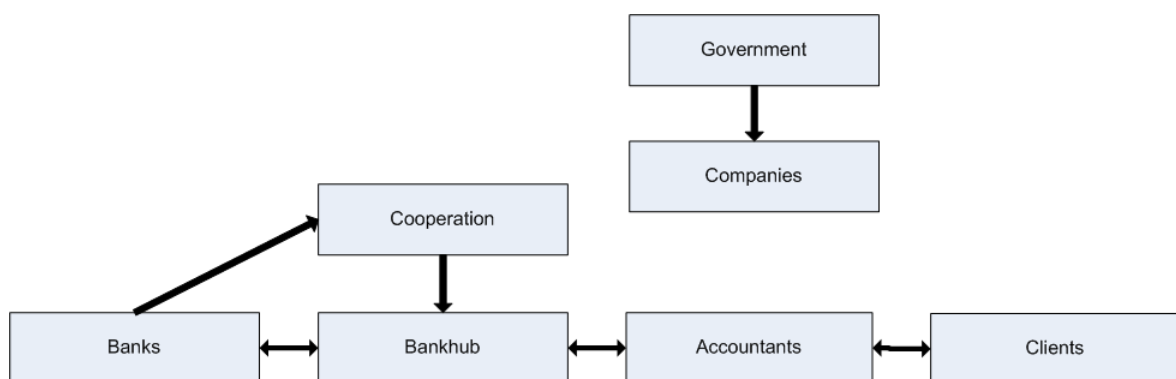 Government
Companies
Cooperation
Banks
Bankhub
Accountants
Clients